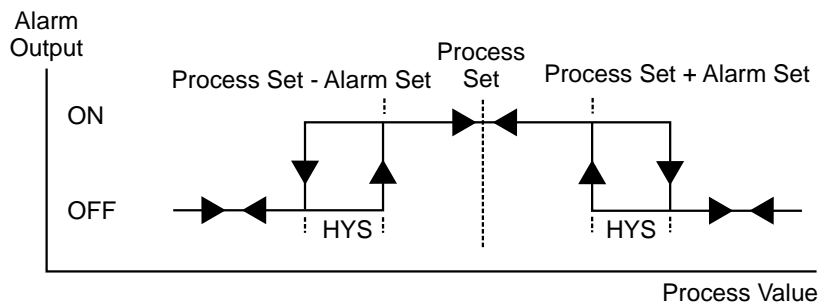 Alarm
Output
Process
Set
Process Set - Alarm Set
Process Set + Alarm Set
ON
OFF
HYS
HYS
Process Value